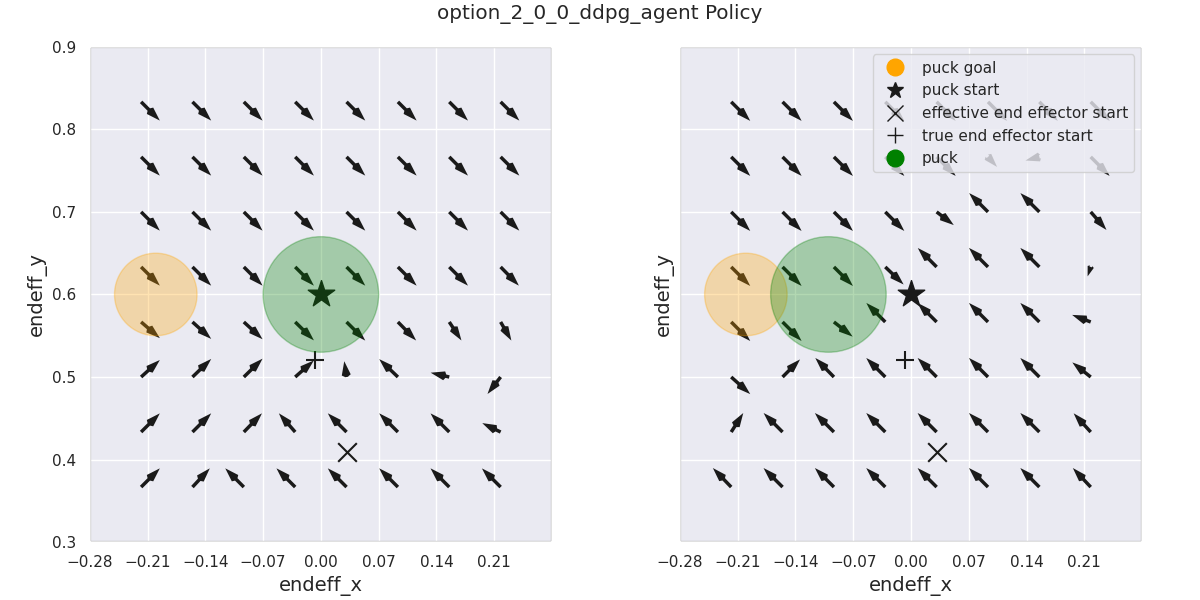 option_2_0_0_ddpg_agent Policy
endeff_y
0.9
0.8
0.7
0.6
0.5
0.4
0.3
−0.28 −0.21 −0.14 −0.07 0.00 0.07 0.14 0.21
endeff_x
puck goal
puck start
effective end effector start
true end effector start
puck
endeff_y
−0.28 −0.21 −0.14 −0.07 0.00 0.07 0.14 0.21
endeff_x